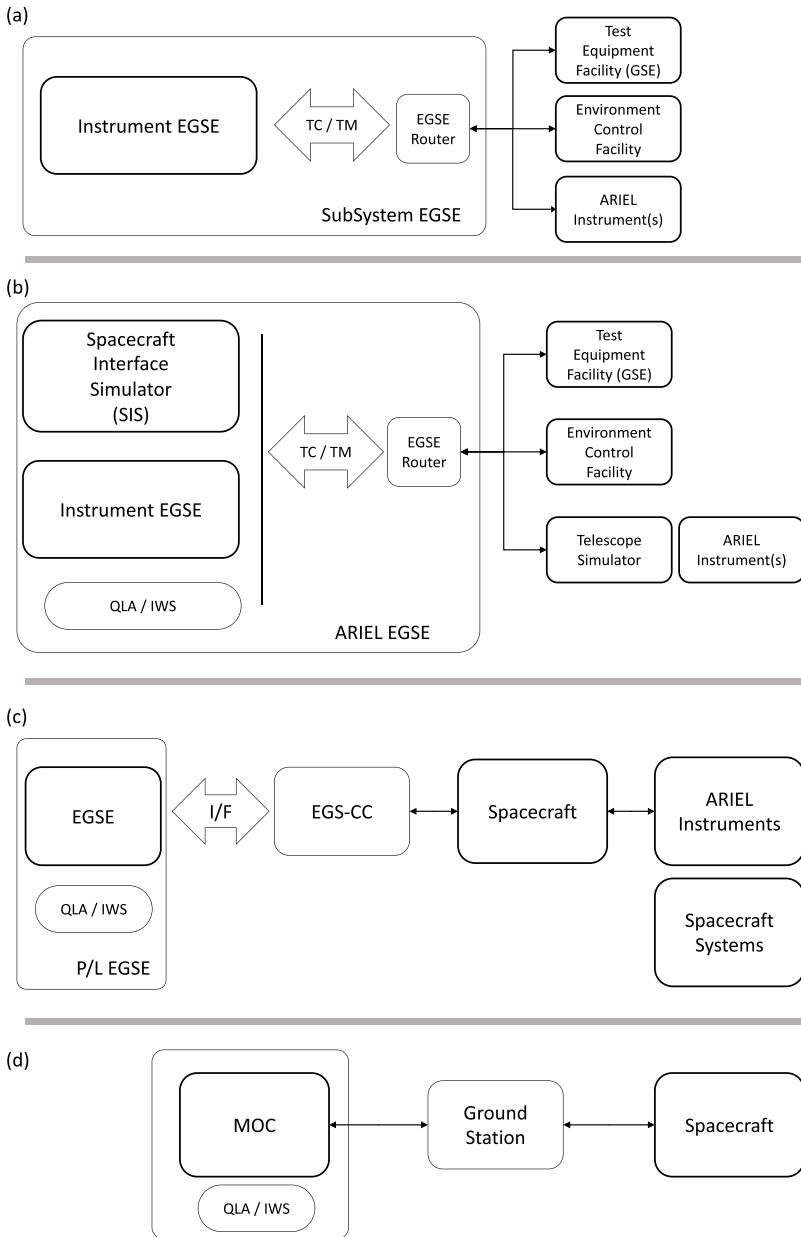 (a)
Instrument EGSE
TC / TM
EGSE
Router
SubSystem EGSE
Test
Equipment
Facility (GSE)
Environment
Control
Facility
ARIEL
Instrument(s)
(b)
Spacecraft
Interface
Simulator
(SIS)
Instrument EGSE
QLA / IWS
TC / TM
EGSE
Router
ARIEL EGSE
Test
Equipment
Facility (GSE)
Environment
Control
Facility
Telescope
Simulator
ARIEL
Instrument(s)
(c)
EGSE
QLA / IWS
P/L EGSE
I/F
EGS-CC
Spacecraft
ARIEL
Instruments
Spacecraft
Systems
(d)
MOC
QLA / IWS
Ground
Station
Spacecraft